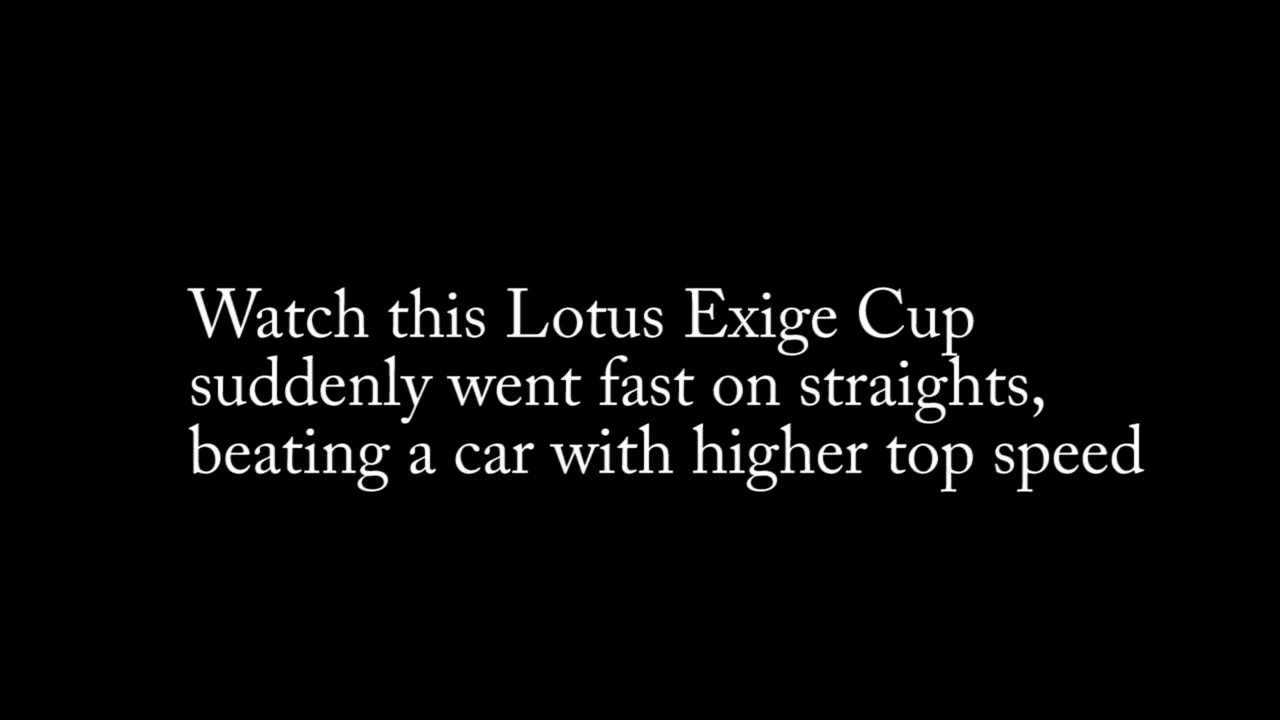 Watch this Lotus Exige Cup
suddenly went fast on straights,
beating a car with higher top speed